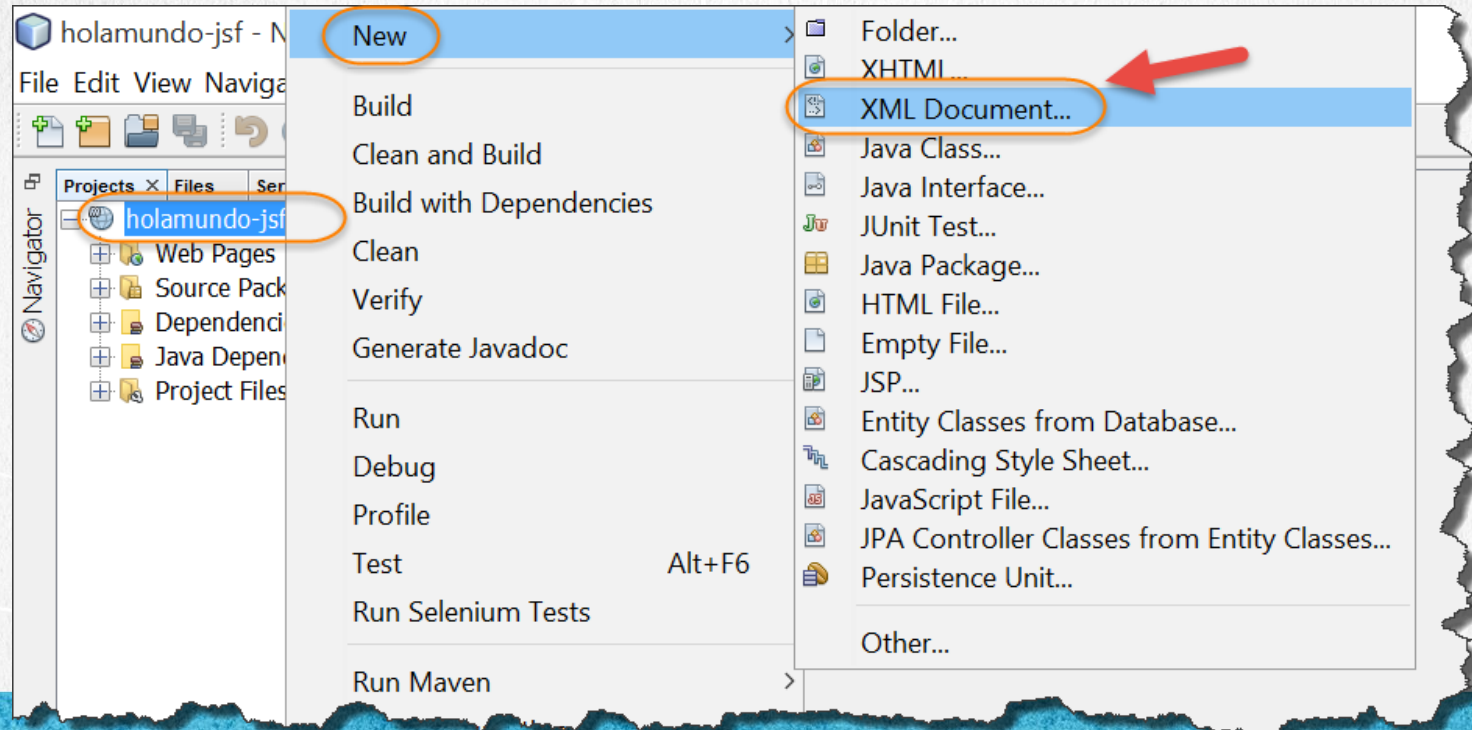 holamundo-jsf - N
File Edit View Naviga
Projects Files Ser
Navigator
holamundo-jsf
Web Pages
Source Pack
Dependenci
Java Depen
Project Files
New
Build
Clean and Build
Build with Dependencies
Clean
Verify
Generate Javadoc
Run
Debug
Profile
Test Alt+F6
Run Selenium Tests
Run Maven
Folder...
XHTML...
XML Document...
Java Class...
Java Interface...
JUnit Test...
Java Package...
HTML File...
Empty File...
JSP...
Entity Classes from Database...
Cascading Style Sheet...
JavaScript File...
JPA Controller Classes from Entity Classes...
Persistence Unit...
Other...